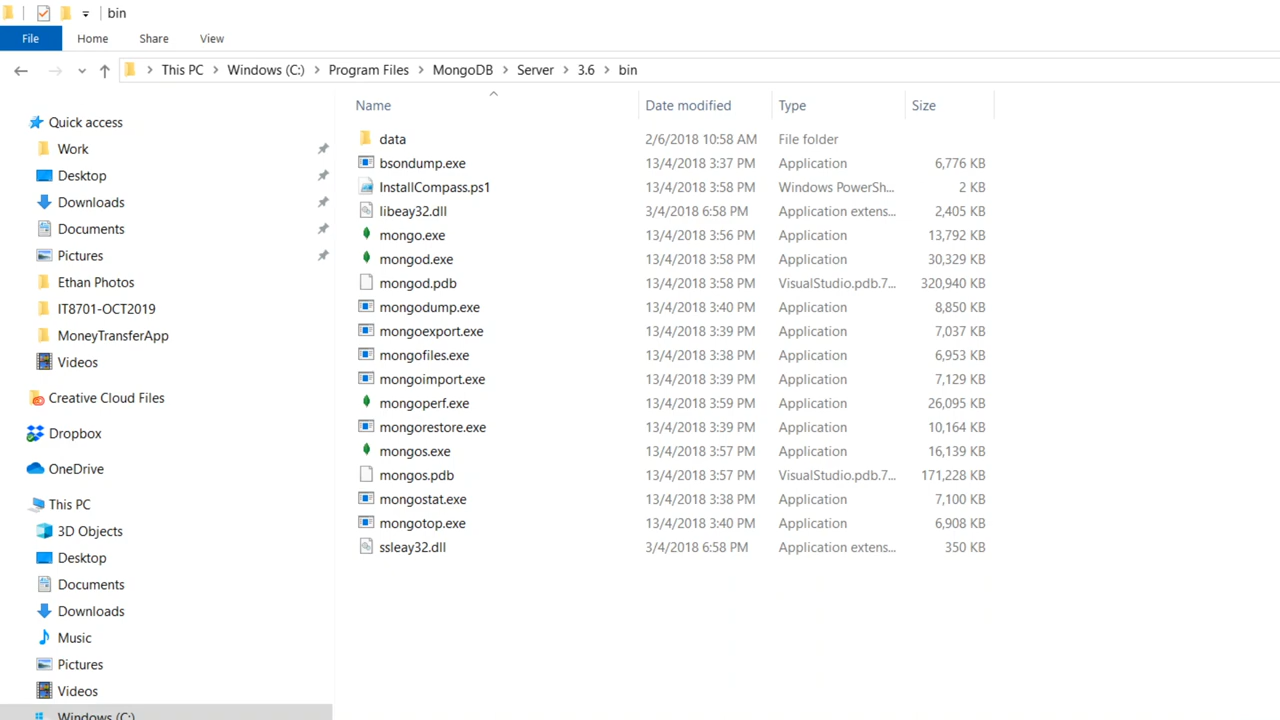 bin
File Home Share View
This PC Windows (C:) Program Files MongoDB Server 3.6 bin
Name Date modified Type Size
Quick access
Work
Desktop
Downloads
Documents
Pictures
Ethan Photos
IT8701-OCT2019
MoneyTransferApp
Videos
Creative Cloud Files
Dropbox
OneDrive
This PC
3D Objects
Desktop
Documents
Downloads
Music
Pictures
Videos
Windows (C:)
data 2/6/2018 10:58 AM File folder
bsondump.exe 13/4/2018 3:37 PM Application 6,776 KB
InstallCompass.ps1 13/4/2018 3:58 PM Windows PowerSh... 2 KB
libeay32.dll 3/4/2018 6:58 PM Application extens... 2,405 KB
mongo.exe 13/4/2018 3:56 PM Application 13,792 KB
mongod.exe 13/4/2018 3:58 PM Application 30,329 KB
mongod.pdb 13/4/2018 3:58 PM VisualStudio.pdb.7... 320,940 KB
mongodump.exe 13/4/2018 3:40 PM Application 8,850 KB
mongoexport.exe 13/4/2018 3:39 PM Application 7,037 KB
mongofiles.exe 13/4/2018 3:38 PM Application 6,953 KB
mongoimport.exe 13/4/2018 3:39 PM Application 7,129 KB
mongoperf.exe 13/4/2018 3:59 PM Application 26,095 KB
mongorestore.exe 13/4/2018 3:39 PM Application 10,164 KB
mongos.exe 13/4/2018 3:57 PM Application 16,139 KB
mongos.pdb 13/4/2018 3:57 PM VisualStudio.pdb.7... 171,228 KB
mongostat.exe 13/4/2018 3:38 PM Application 7,100 KB
mongotop.exe 13/4/2018 3:40 PM Application 6,908 KB
ssleay32.dll 3/4/2018 6:58 PM Application extens... 350 KB